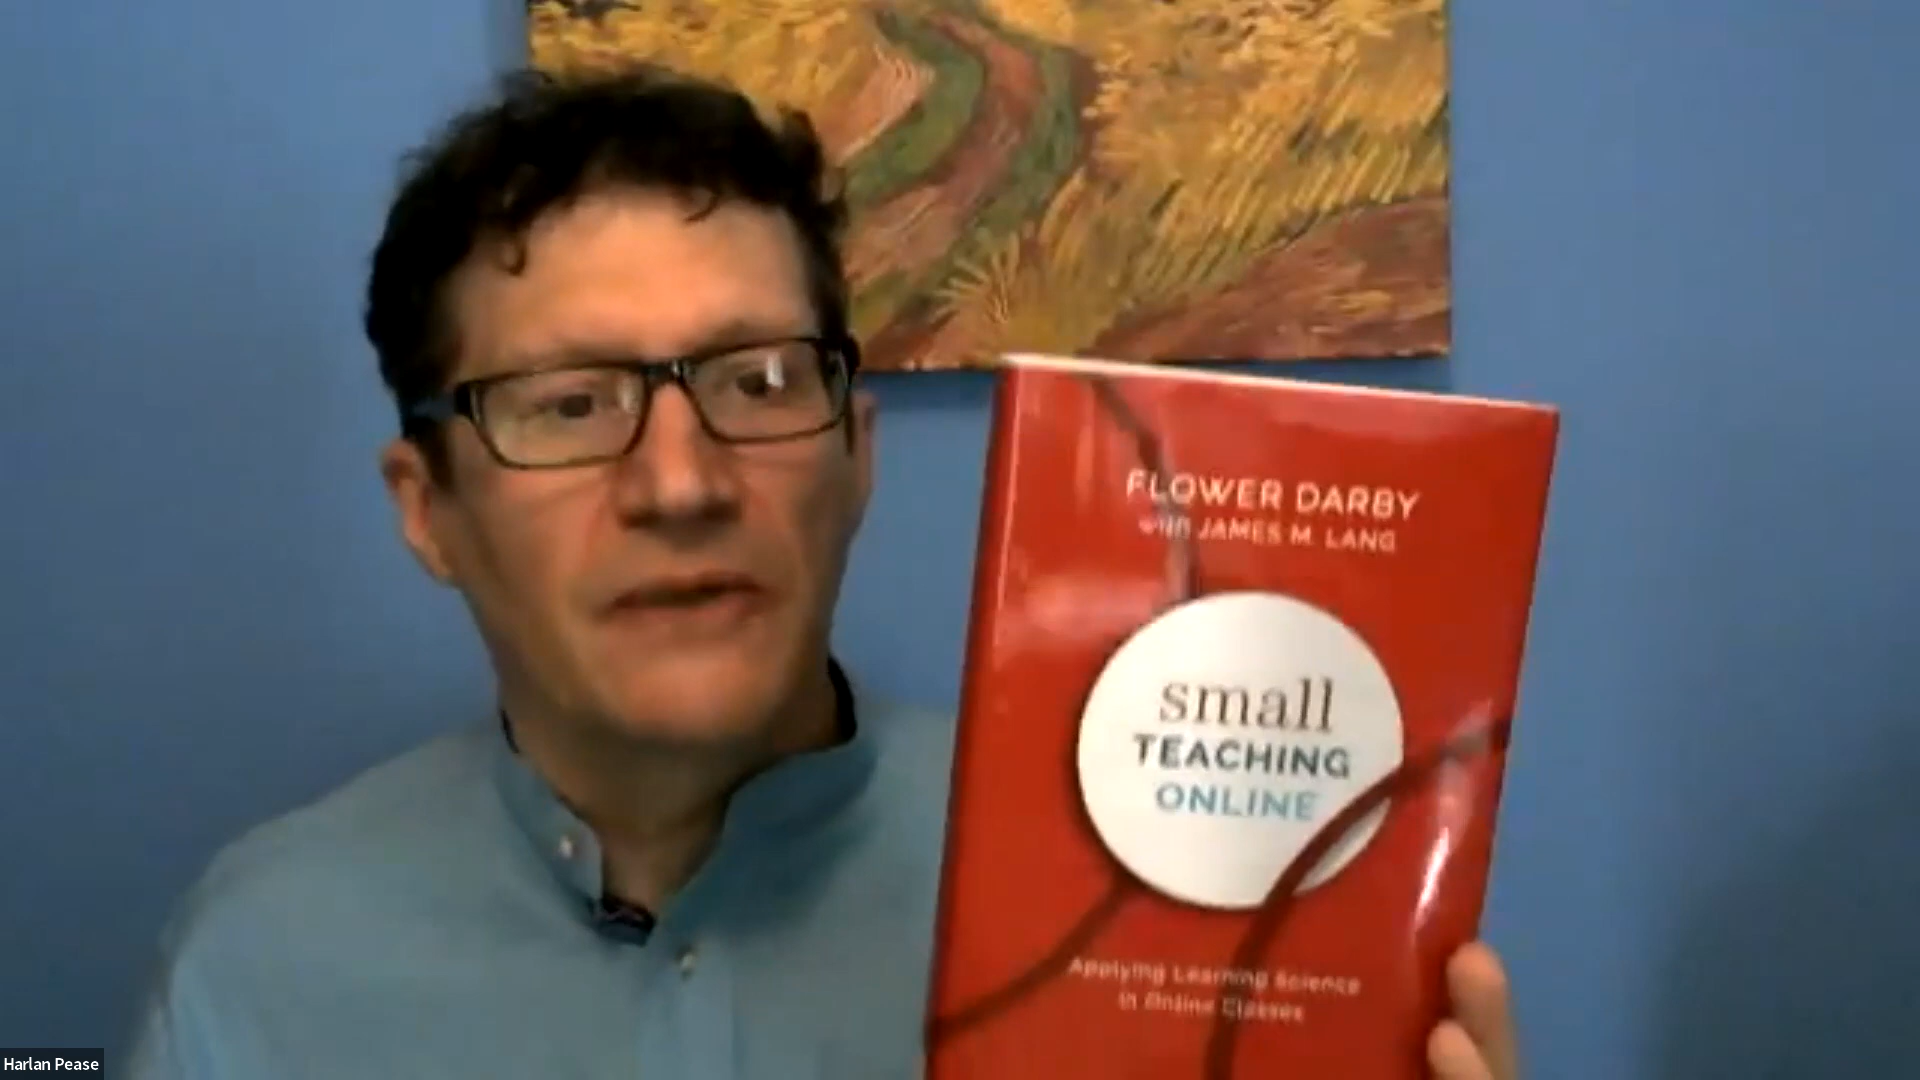 FLOWER DARBY
with JAMES M. LANG
small
TEACHING
ONLINE
Applying Learning Science
in Online Classes
Harlan Pease